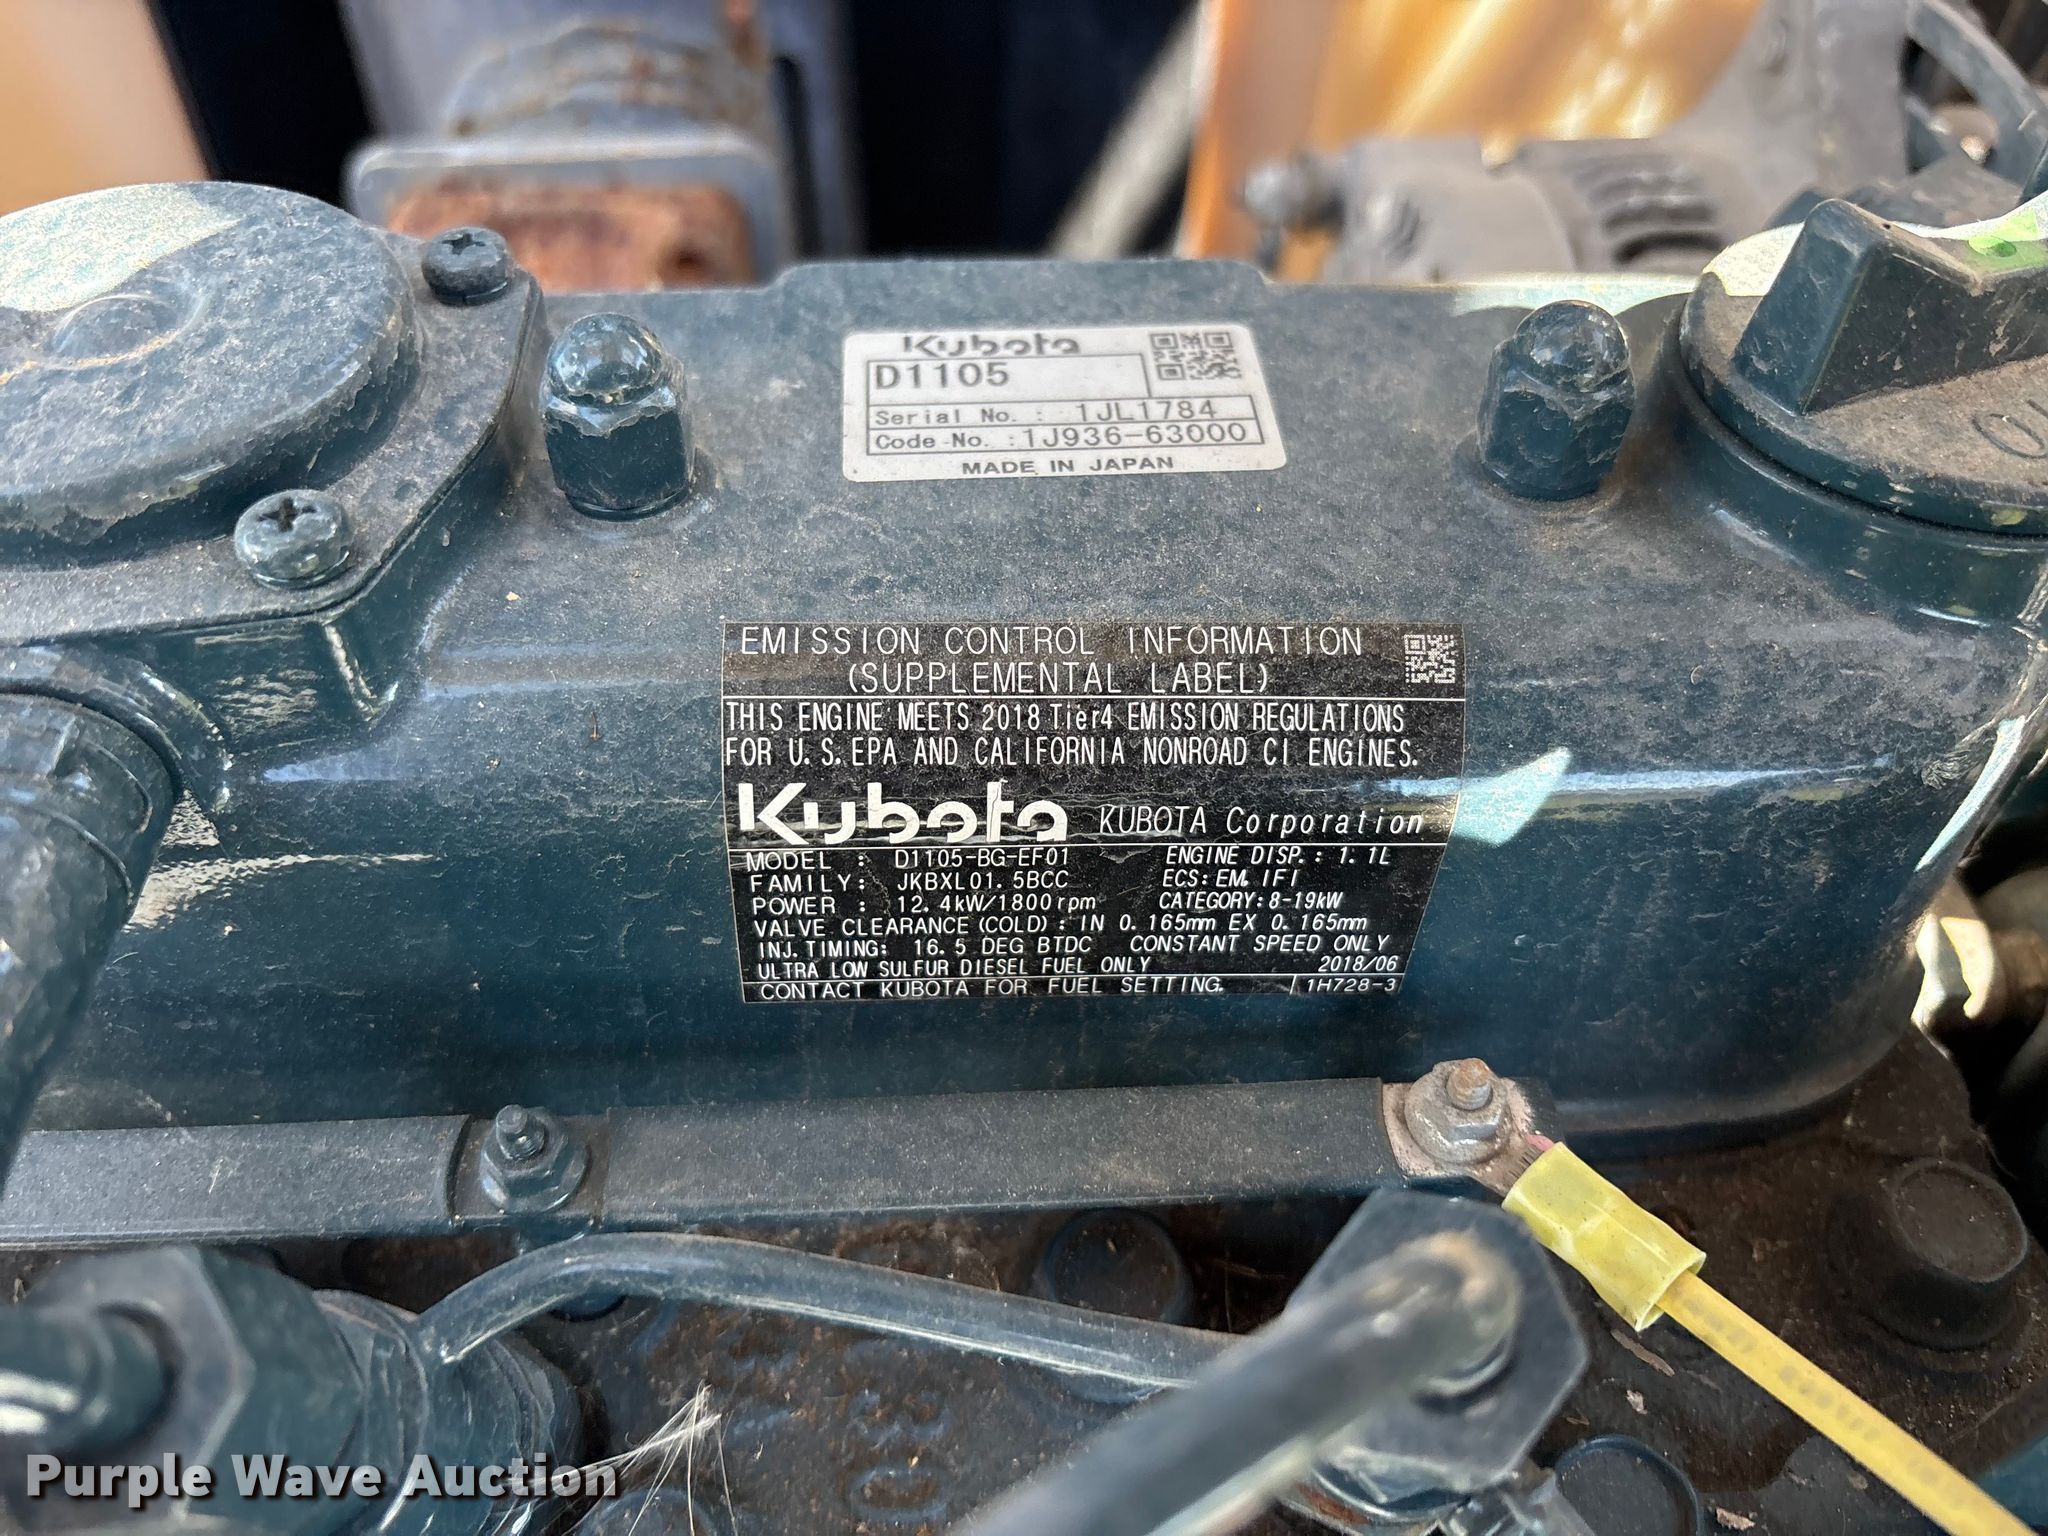 Kubota
D1105
Serial No. : 1JL1784
Code No. : 1J936-63000
MADE IN JAPAN
EMISSION CONTROL INFORMATION
(SUPPLEMENTAL LABEL)
THIS ENGINE MEETS 2018 Tier4 EMISSION REGULATIONS
FOR U.S.EPA AND CALIFORNIA NONROAD CI ENGINES.
Kubota KUBOTA Corporation
MODEL : D1105-BG-EF01 ENGINE DISP. : 1.1L
FAMILY: JKBXL01.5BCC ECS: EM, IFI
POWER : 12.4kW/1800rpm CATEGORY: 8-19kW
VALVE CLEARANCE (COLD) : IN 0.165mm EX 0.165mm
INJ. TIMING: 16.5 DEG BTDC CONSTANT SPEED ONLY
ULTRA LOW SULFUR DIESEL FUEL ONLY 2018/06
CONTACT KUBOTA FOR FUEL SETTING. 1H728-3
Purple Wave Auction